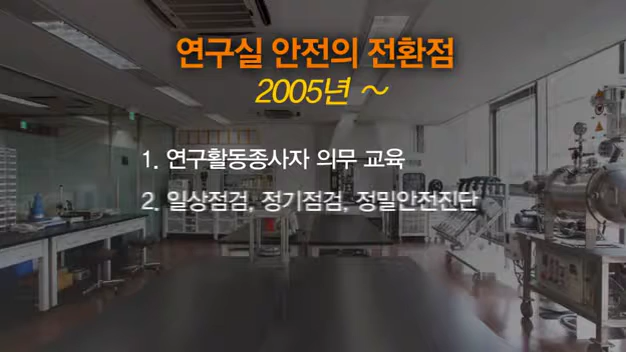 연구실 안전의 전환점
2005년 ~
1. 연구활동종사자 의무 교육
2. 일상점검, 정기점검, 정밀안전진단